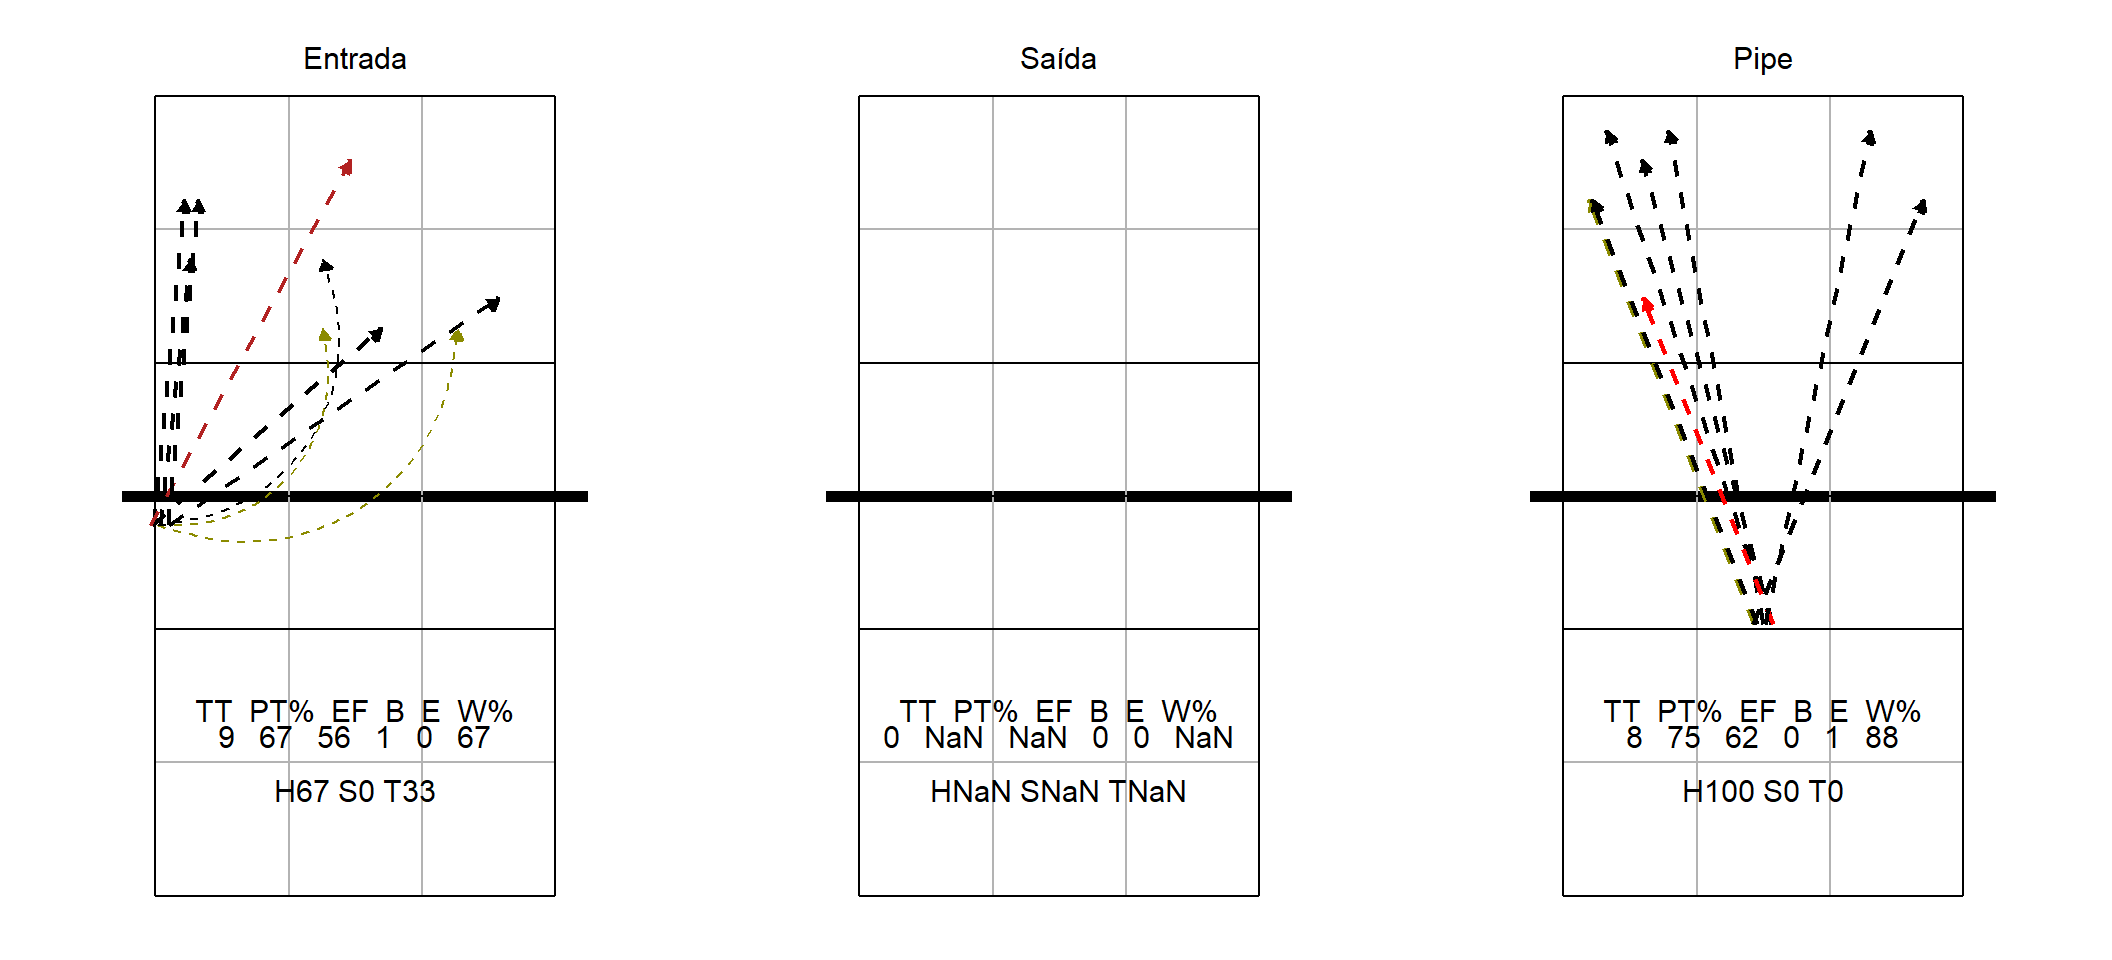 Entrada
TT PT% EF B E W%
9 67 56 1 0 67
H67 S0 T33
Saída
TT PT% EF B E W%
0 NaN NaN 0 0 NaN
HNaN SNaN TNaN
Pipe
TT PT% EF B E W%
8 75 62 0 1 88
H100 S0 T0